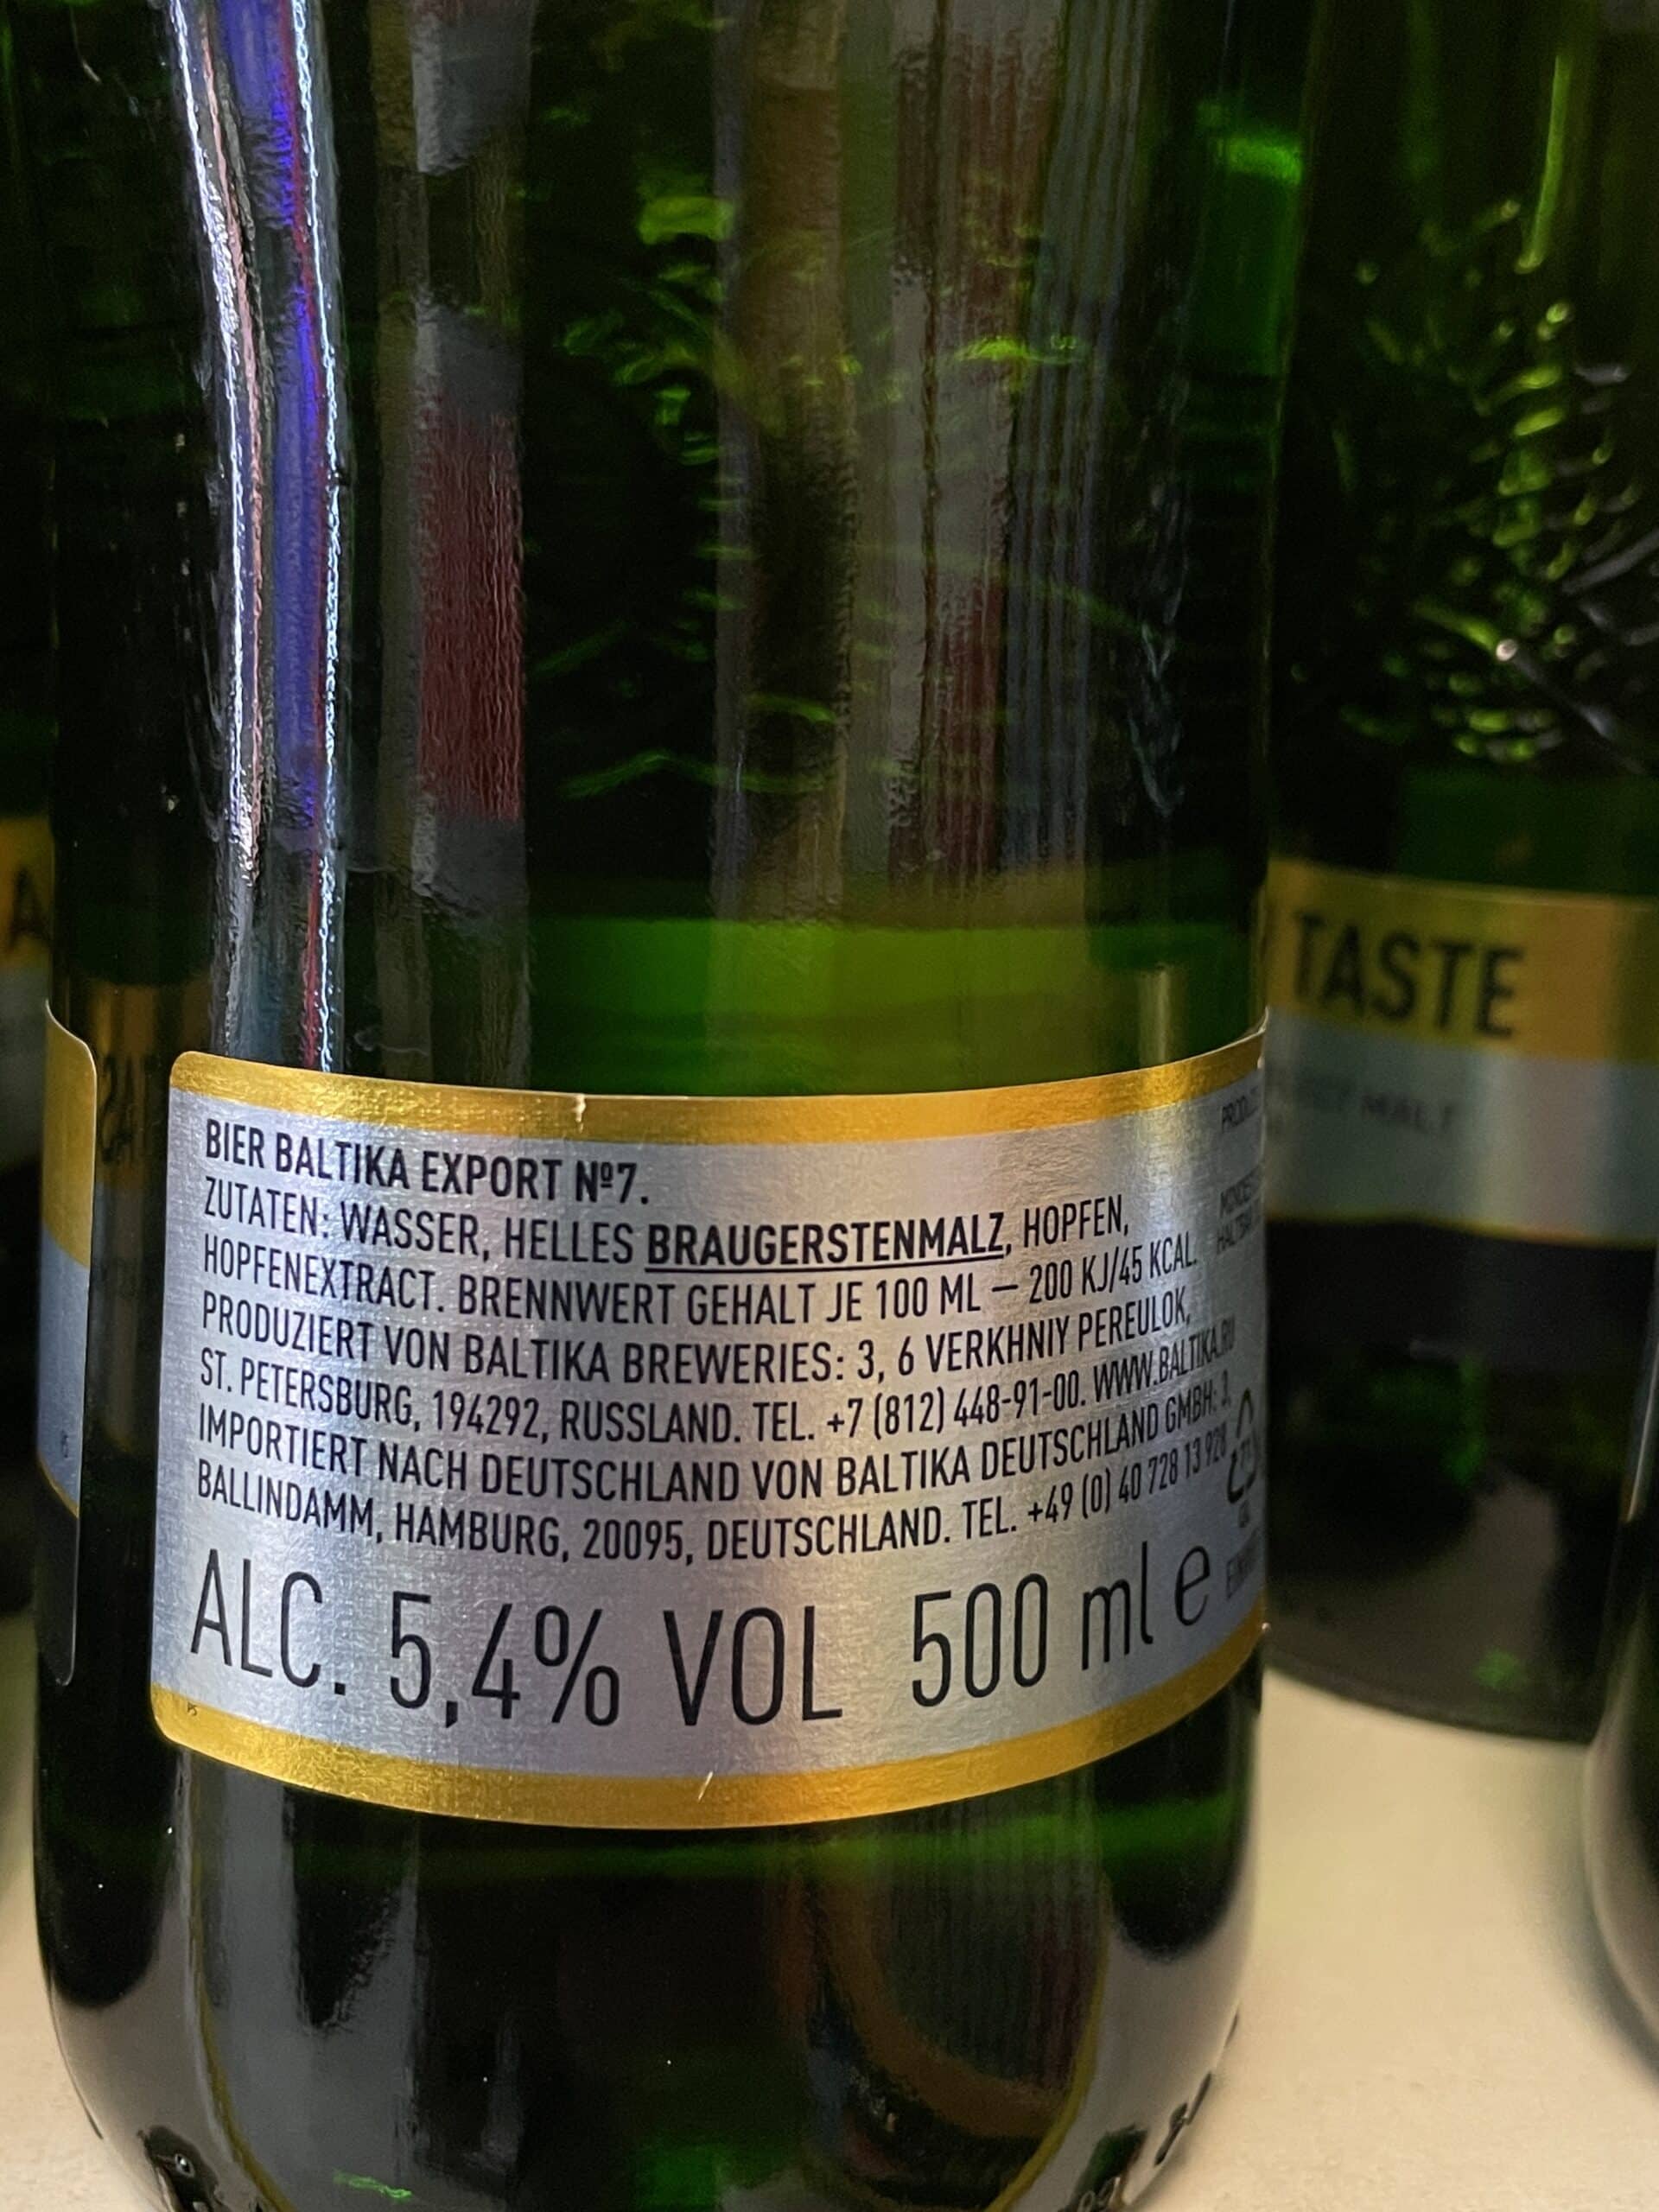 BIER BALTIKA EXPORT Nº7.
ZUTATEN: WASSER, HELLES BRAUGERSTENMALZ, HOPFEN,
HOPFENEXTRACT. BRENNWERT GEHALT JE 100 ML – 200 KJ/45 KCAL.
PRODUZIERT VON BALTIKA BREWERIES: 3, 6 VERKHNIY PEREULOK,
ST. PETERSBURG, 194292, RUSSLAND. TEL. +7 (812) 448-91-00. WWW.BALTIKA.RU
IMPORTIERT NACH DEUTSCHLAND VON BALTIKA DEUTSCHLAND GMBH: 3,
BALLINDAMM, HAMBURG, 20095, DEUTSCHLAND. TEL. +49 (0) 40 728 13 928
ALC. 5,4% VOL 500 ml e
PS
TASTE
MALT